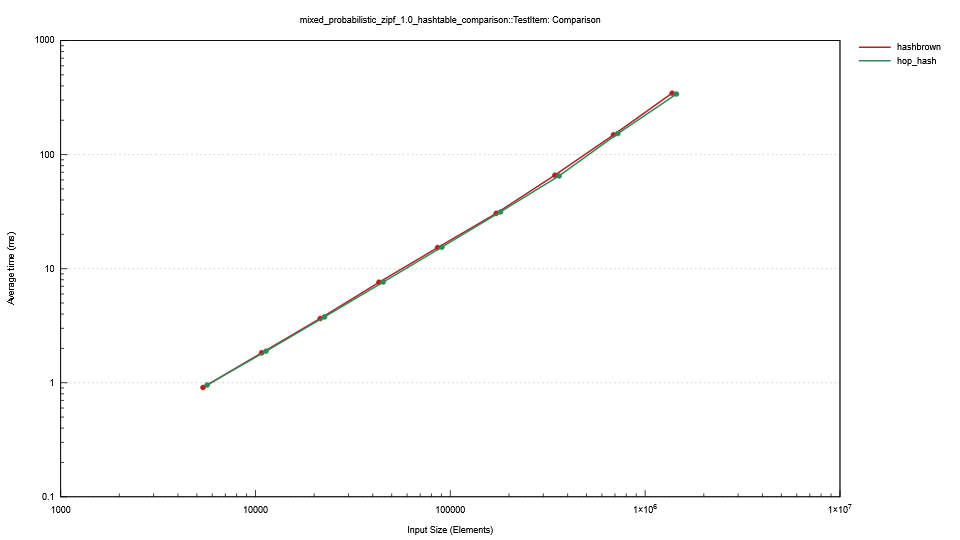 mixed_probabilistic_zipf_1.0_hashtable_comparison::TestItem: Comparison
hashbrown
hop_hash
1000
100
10
1
0.1
Average time (ms)
1000 10000 100000 1×10⁶ 1×10⁷
Input Size (Elements)